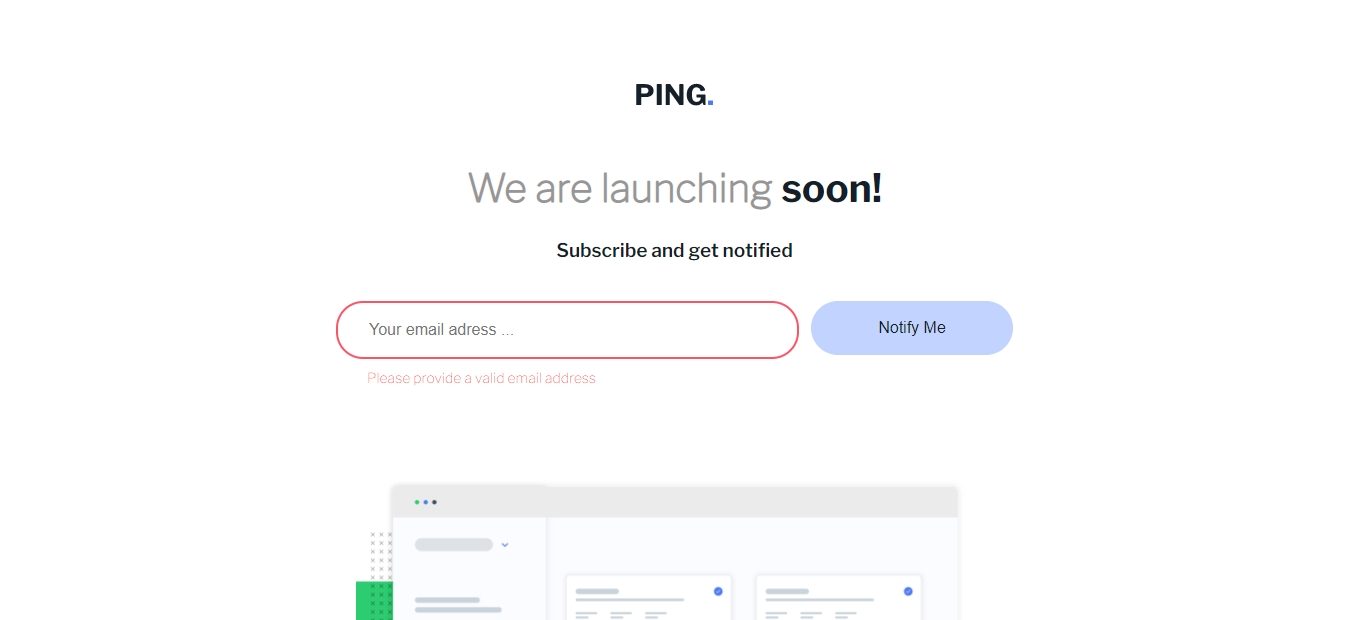 PING.
We are launching soon!
Subscribe and get notified
Your email adress ...
Notify Me
Please provide a valid email address